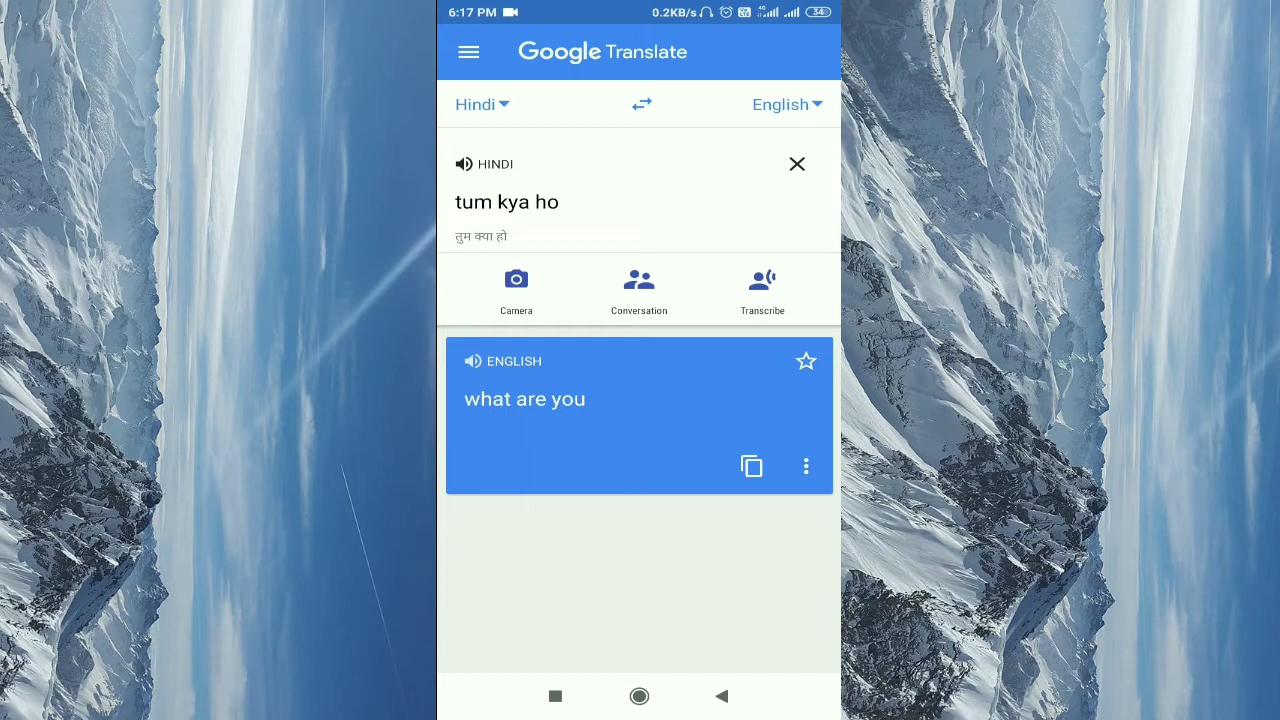 6:17 PM 0.2KB/s 4G 34
Google Translate
Hindi English
HINDI
tum kya ho
तुम क्या हो
Camera Conversation Transcribe
ENGLISH
what are you